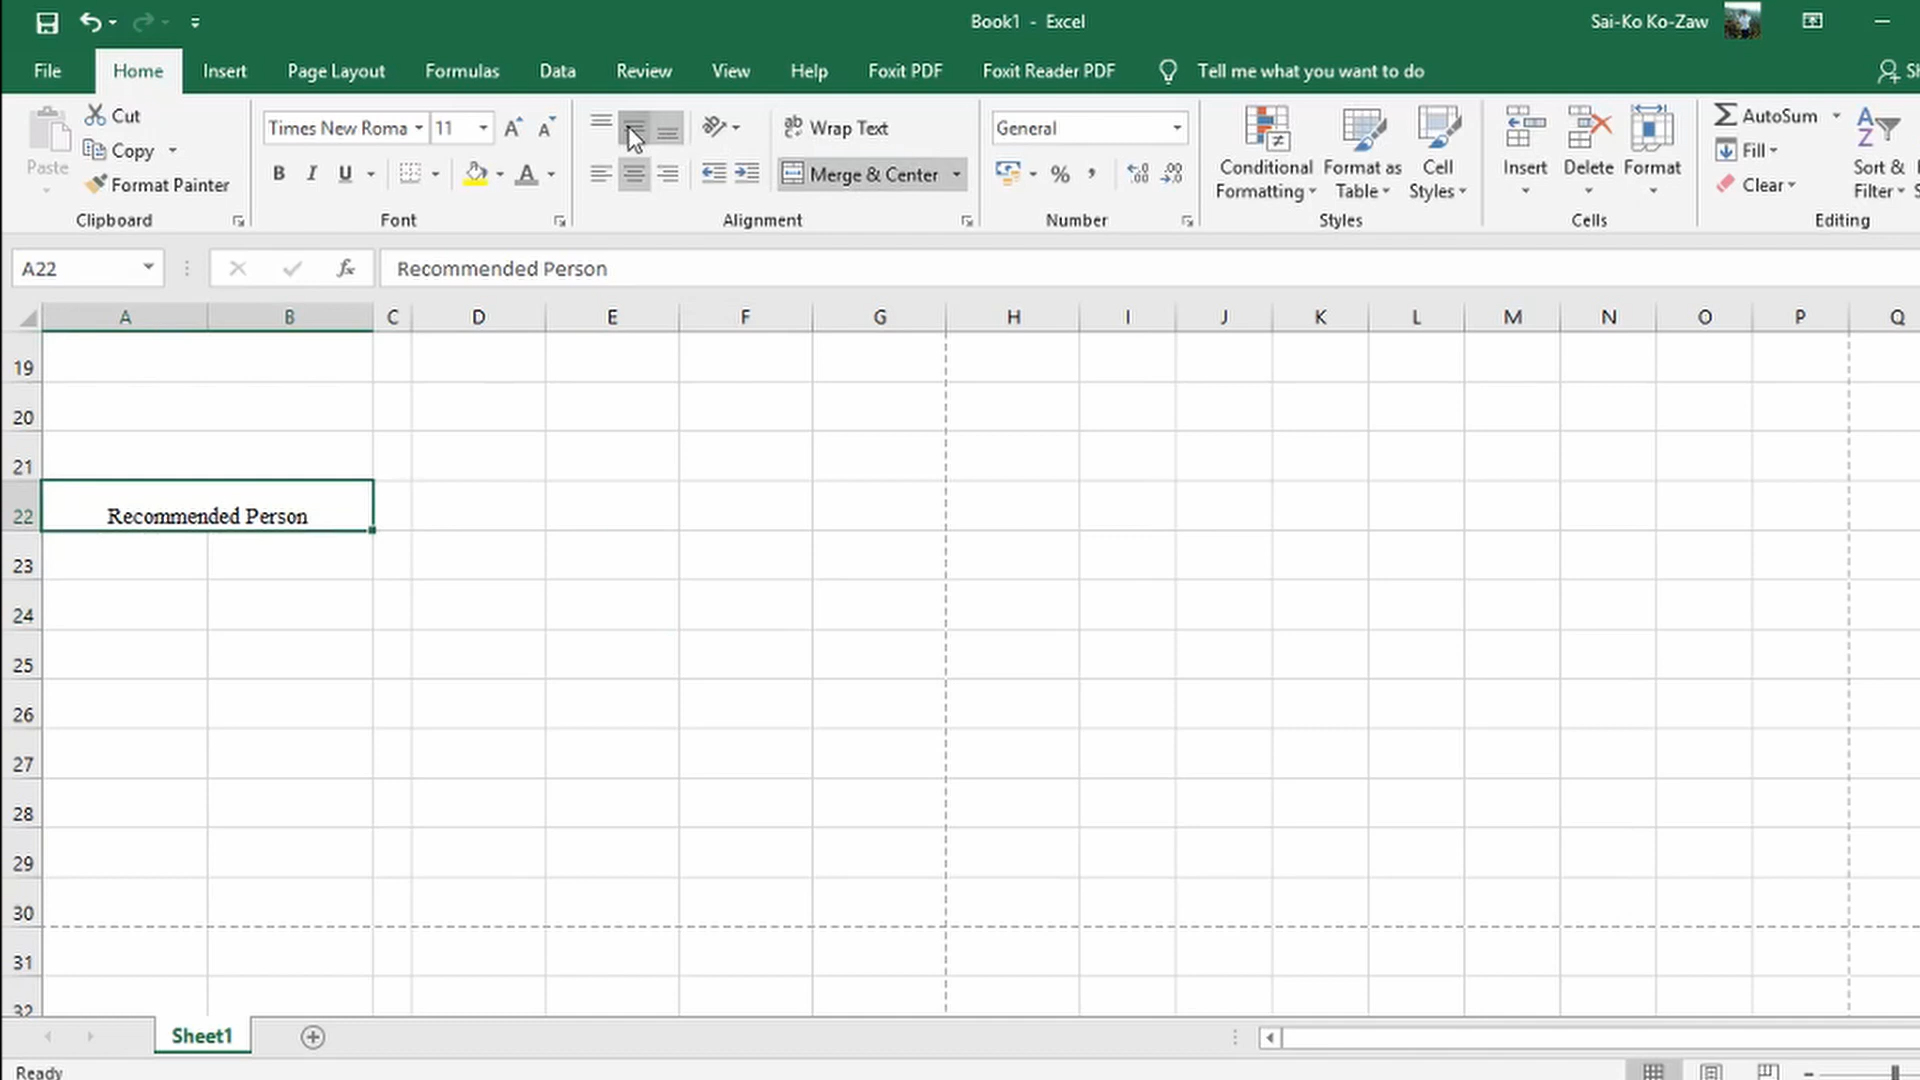 Book1 - Excel
Sai-Ko Ko-Zaw
File Home Insert Page Layout Formulas Data Review View Help Foxit PDF Foxit Reader PDF Tell me what you want to do
Paste
Cut
Copy
Format Painter
Clipboard
Times New Roma 11
B I U
Font
Wrap Text
Merge & Center
Alignment
General
%
Number
Conditional Formatting
Format as Table
Cell Styles
Styles
Insert Delete Format
Cells
AutoSum
Fill
Clear
Sort & Filter
Editing
A22 fx Recommended Person
A B C D E F G H I J K L M N O P Q
19
20
21
22 Recommended Person
23
24
25
26
27
28
29
30
31
32
Sheet1
Ready